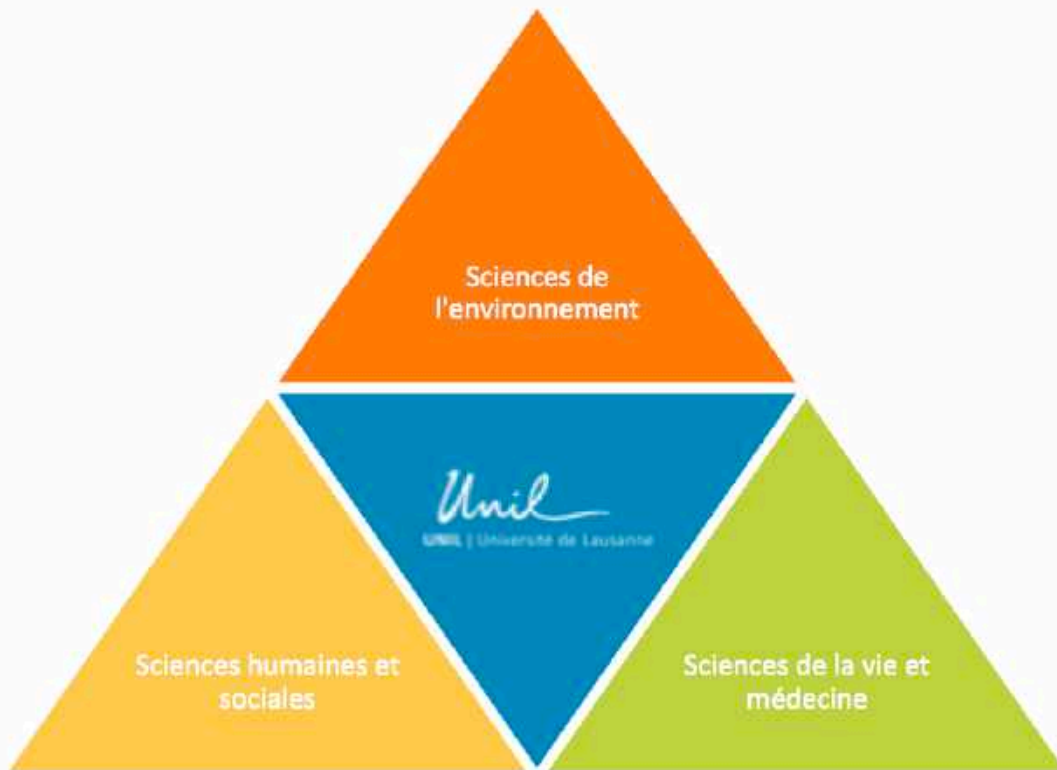 Sciences de
l'environnement
Unil
UNIL | Université de Lausanne
Sciences humaines et
sociales
Sciences de la vie et
médecine